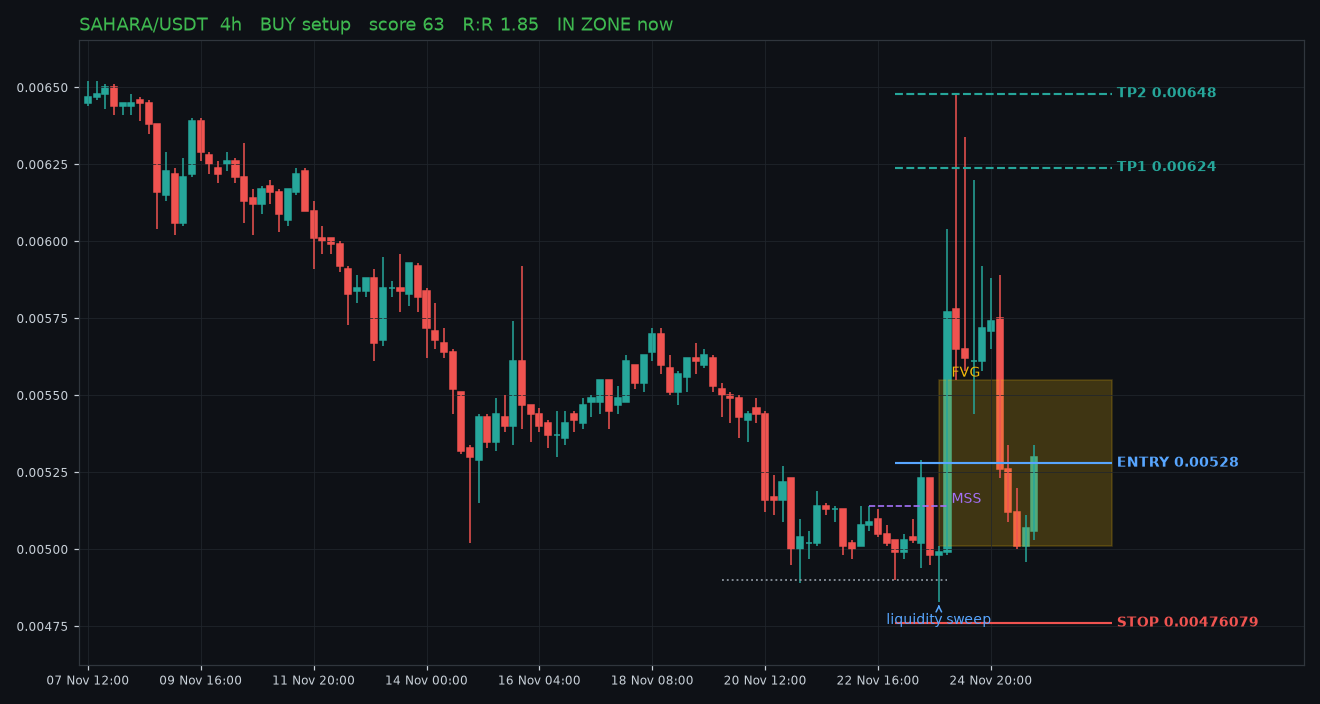 SAHARA/USDT 4h BUY setup score 63 R:R 1.85 IN ZONE now
0.00650
0.00625
0.00600
0.00575
0.00550
0.00525
0.00500
0.00475
TP2 0.00648
TP1 0.00624
FVG
ENTRY 0.00528
MSS
liquidity sweep
STOP 0.00476079
07 Nov 12:00
09 Nov 16:00
11 Nov 20:00
14 Nov 00:00
16 Nov 04:00
18 Nov 08:00
20 Nov 12:00
22 Nov 16:00
24 Nov 20:00